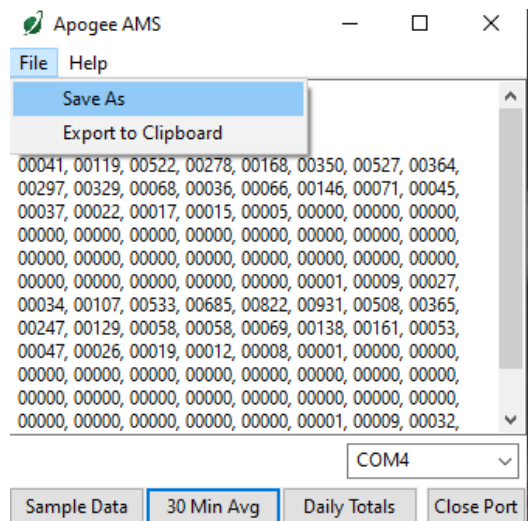 Apogee AMS
File Help
Save As
Export to Clipboard
00041, 00119, 00522, 00278, 00168, 00350, 00527, 00364,
00297, 00329, 00068, 00036, 00066, 00146, 00071, 00045,
00037, 00022, 00017, 00015, 00005, 00000, 00000, 00000,
00000, 00000, 00000, 00000, 00000, 00000, 00000, 00000,
00000, 00000, 00000, 00000, 00000, 00000, 00000, 00000,
00000, 00000, 00000, 00000, 00000, 00001, 00009, 00027,
00034, 00107, 00533, 00685, 00822, 00931, 00508, 00365,
00247, 00129, 00058, 00058, 00069, 00138, 00161, 00053,
00047, 00026, 00019, 00012, 00008, 00001, 00000, 00000,
00000, 00000, 00000, 00000, 00000, 00000, 00000, 00000,
00000, 00000, 00000, 00000, 00000, 00000, 00000, 00000,
00000, 00000, 00000, 00000, 00000, 00001, 00009, 00032,
COM4
Sample Data 30 Min Avg Daily Totals Close Port